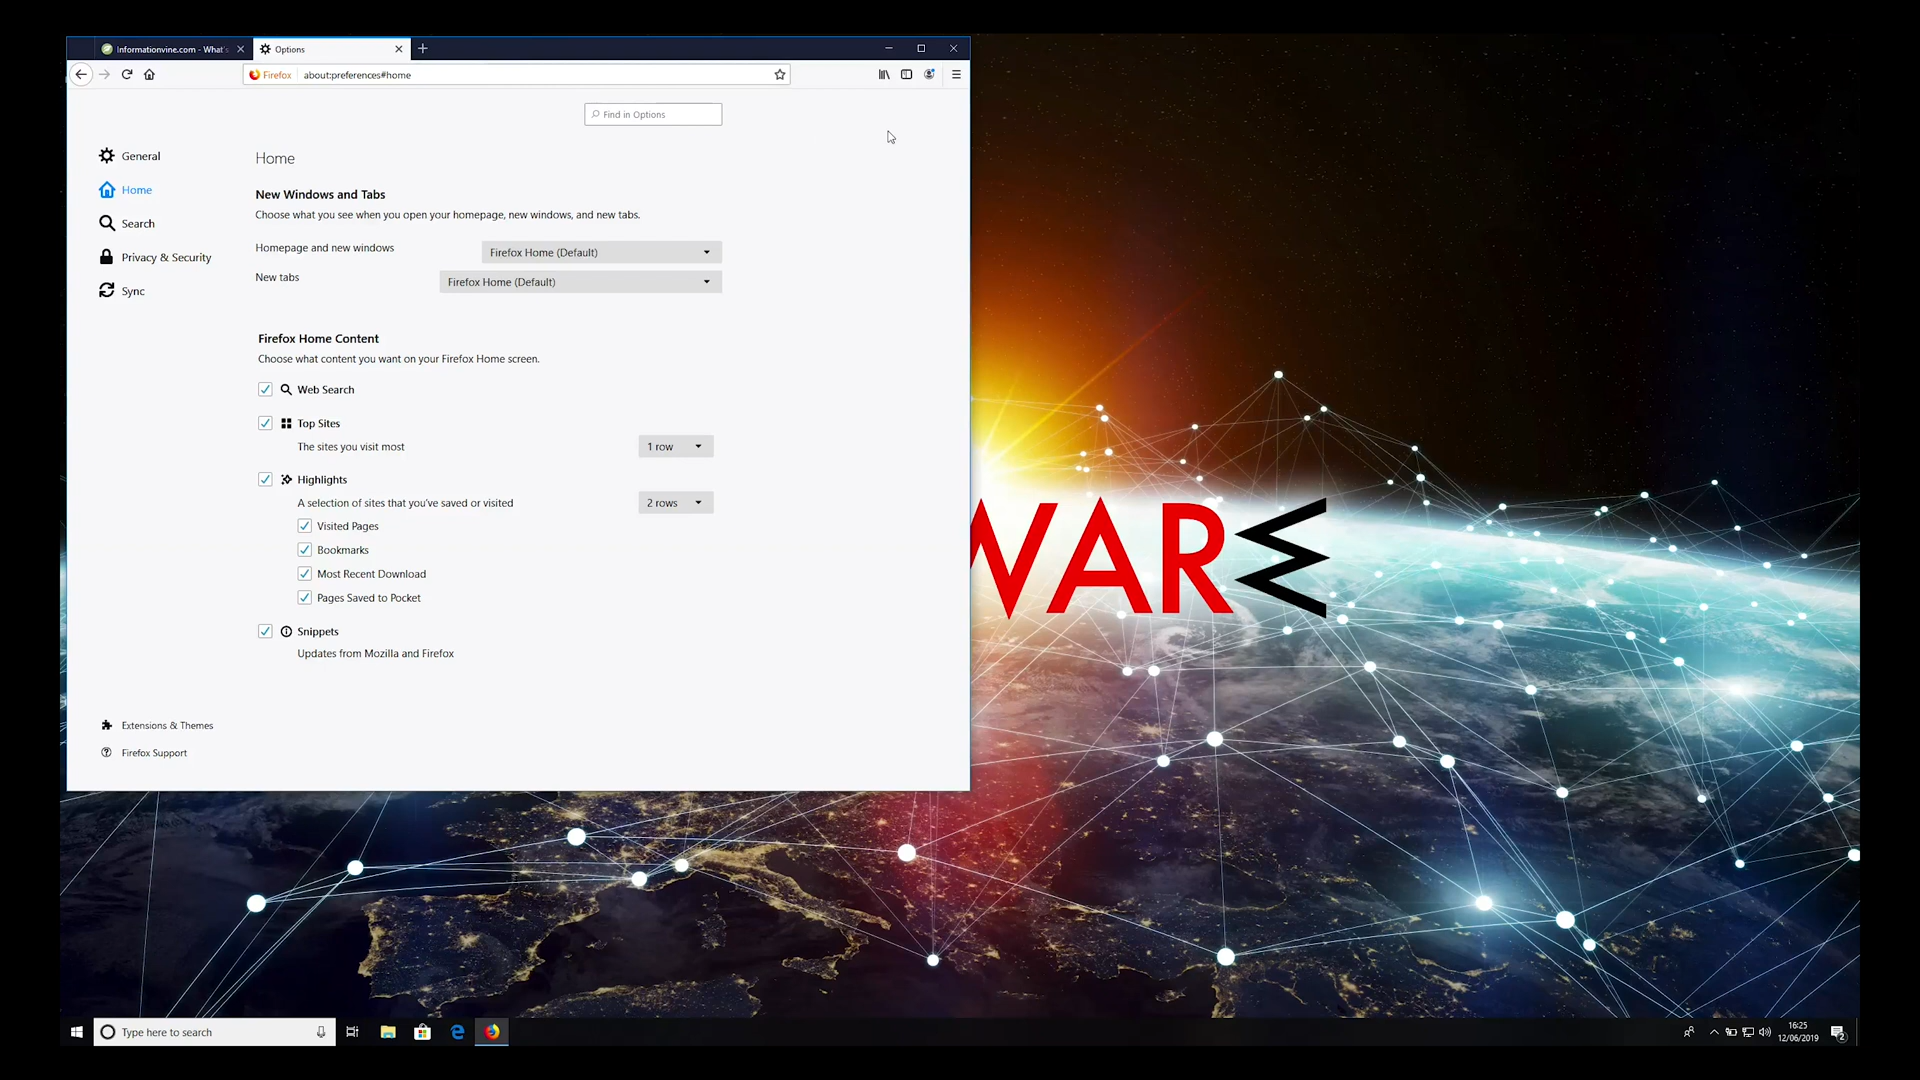 Informationvine.com - What's
Options
Firefox about:preferences#home
Find in Options
General
Home
Search
Privacy & Security
Sync
Home
New Windows and Tabs
Choose what you see when you open your homepage, new windows, and new tabs.
Homepage and new windows Firefox Home (Default)
New tabs Firefox Home (Default)
Firefox Home Content
Choose what content you want on your Firefox Home screen.
Web Search
Top Sites
The sites you visit most 1 row
Highlights
A selection of sites that you've saved or visited 2 rows
Visited Pages
Bookmarks
Most Recent Download
Pages Saved to Pocket
Snippets
Updates from Mozilla and Firefox
Extensions & Themes
Firefox Support
WARE
Type here to search
16:25
12/06/2019
2